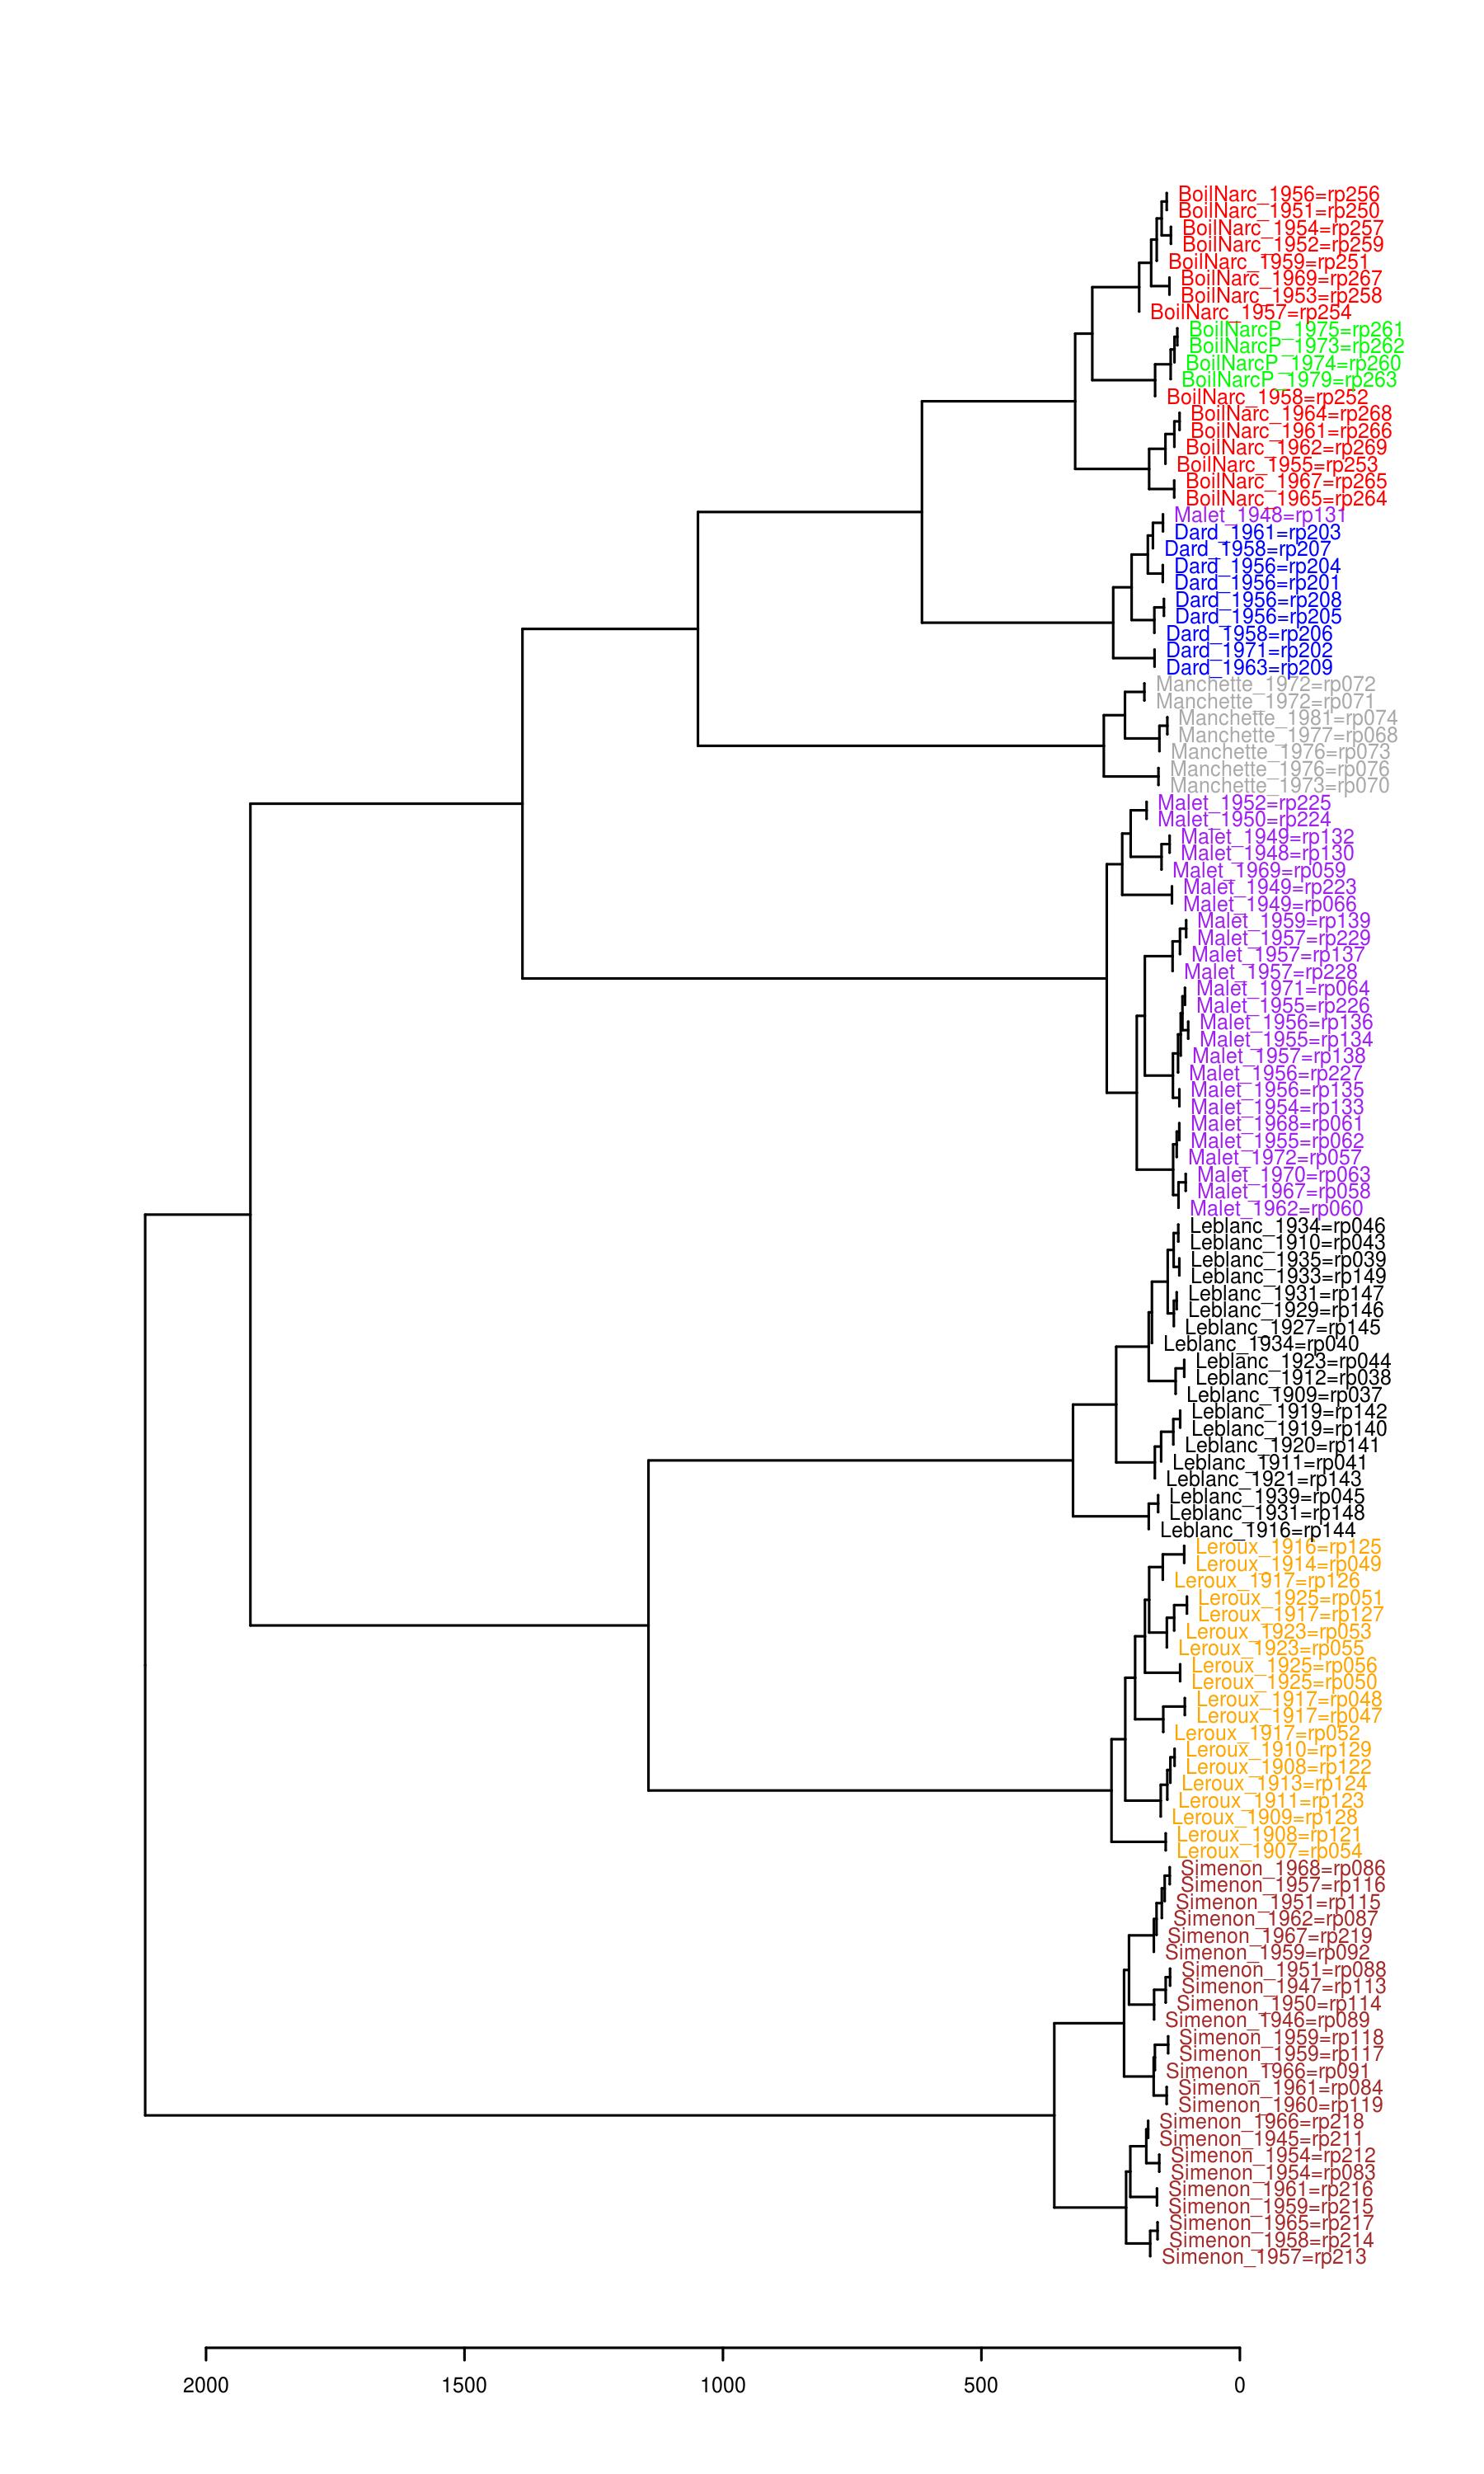 BoilNarc_1956=rp256
BoilNarc_1951=rp250
BoilNarc_1954=rp257
BoilNarc_1952=rp259
BoilNarc_1959=rp251
BoilNarc_1969=rp267
BoilNarc_1953=rp258
BoilNarc_1957=rp254
BoilNarcP_1975=rp261
BoilNarcP_1973=rp262
BoilNarcP_1974=rp260
BoilNarcP_1979=rp263
BoilNarc_1958=rp252
BoilNarc_1964=rp268
BoilNarc_1961=rp266
BoilNarc_1962=rp269
BoilNarc_1955=rp253
BoilNarc_1967=rp265
BoilNarc_1965=rp264
Malet_1948=rp131
Dard_1961=rp203
Dard_1958=rp207
Dard_1956=rp204
Dard_1956=rp201
Dard_1956=rp208
Dard_1956=rp205
Dard_1958=rp206
Dard_1971=rp202
Dard_1963=rp209
Manchette_1972=rp072
Manchette_1972=rp071
Manchette_1981=rp074
Manchette_1977=rp068
Manchette_1976=rp073
Manchette_1976=rp076
Manchette_1973=rp070
Malet_1952=rp225
Malet_1950=rp224
Malet_1949=rp132
Malet_1948=rp130
Malet_1969=rp059
Malet_1949=rp223
Malet_1949=rp066
Malet_1959=rp139
Malet_1957=rp229
Malet_1957=rp137
Malet_1957=rp228
Malet_1971=rp064
Malet_1955=rp226
Malet_1956=rp136
Malet_1955=rp134
Malet_1957=rp138
Malet_1956=rp227
Malet_1956=rp135
Malet_1954=rp133
Malet_1968=rp061
Malet_1955=rp062
Malet_1972=rp057
Malet_1970=rp063
Malet_1967=rp058
Malet_1962=rp060
Leblanc_1934=rp046
Leblanc_1910=rp043
Leblanc_1935=rp039
Leblanc_1933=rp149
Leblanc_1931=rp147
Leblanc_1929=rp146
Leblanc_1927=rp145
Leblanc_1934=rp040
Leblanc_1923=rp044
Leblanc_1912=rp038
Leblanc_1909=rp037
Leblanc_1919=rp142
Leblanc_1919=rp140
Leblanc_1920=rp141
Leblanc_1911=rp041
Leblanc_1921=rp143
Leblanc_1939=rp045
Leblanc_1931=rp148
Leblanc_1916=rp144
Leroux_1916=rp125
Leroux_1914=rp049
Leroux_1917=rp126
Leroux_1925=rp051
Leroux_1917=rp127
Leroux_1923=rp053
Leroux_1923=rp055
Leroux_1925=rp056
Leroux_1925=rp050
Leroux_1917=rp048
Leroux_1917=rp047
Leroux_1917=rp052
Leroux_1910=rp129
Leroux_1908=rp122
Leroux_1913=rp124
Leroux_1911=rp123
Leroux_1909=rp128
Leroux_1908=rp121
Leroux_1907=rp054
Simenon_1968=rp086
Simenon_1957=rp116
Simenon_1951=rp115
Simenon_1962=rp087
Simenon_1967=rp219
Simenon_1959=rp092
Simenon_1951=rp088
Simenon_1947=rp113
Simenon_1950=rp114
Simenon_1946=rp089
Simenon_1959=rp118
Simenon_1959=rp117
Simenon_1966=rp091
Simenon_1961=rp084
Simenon_1960=rp119
Simenon_1966=rp218
Simenon_1945=rp211
Simenon_1954=rp212
Simenon_1954=rp083
Simenon_1961=rp216
Simenon_1959=rp215
Simenon_1965=rp217
Simenon_1958=rp214
Simenon_1957=rp213
2000 1500 1000 500 0